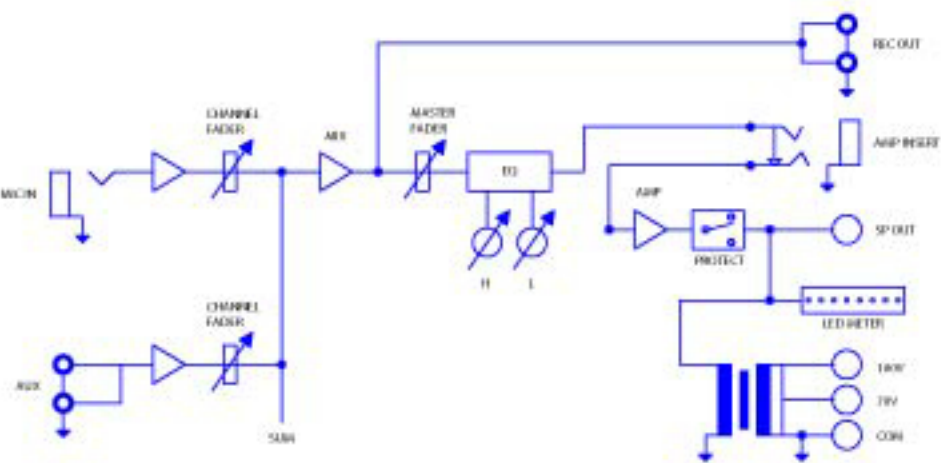 REC OUT
CHANNEL
FADER
MIX
MASTER
FADER
AMP INSERT
MIC IN
EQ
AMP
SP OUT
PROTECT
H
L
CHANNEL
FADER
LED METER
AUX
100V
70V
COM
SUM